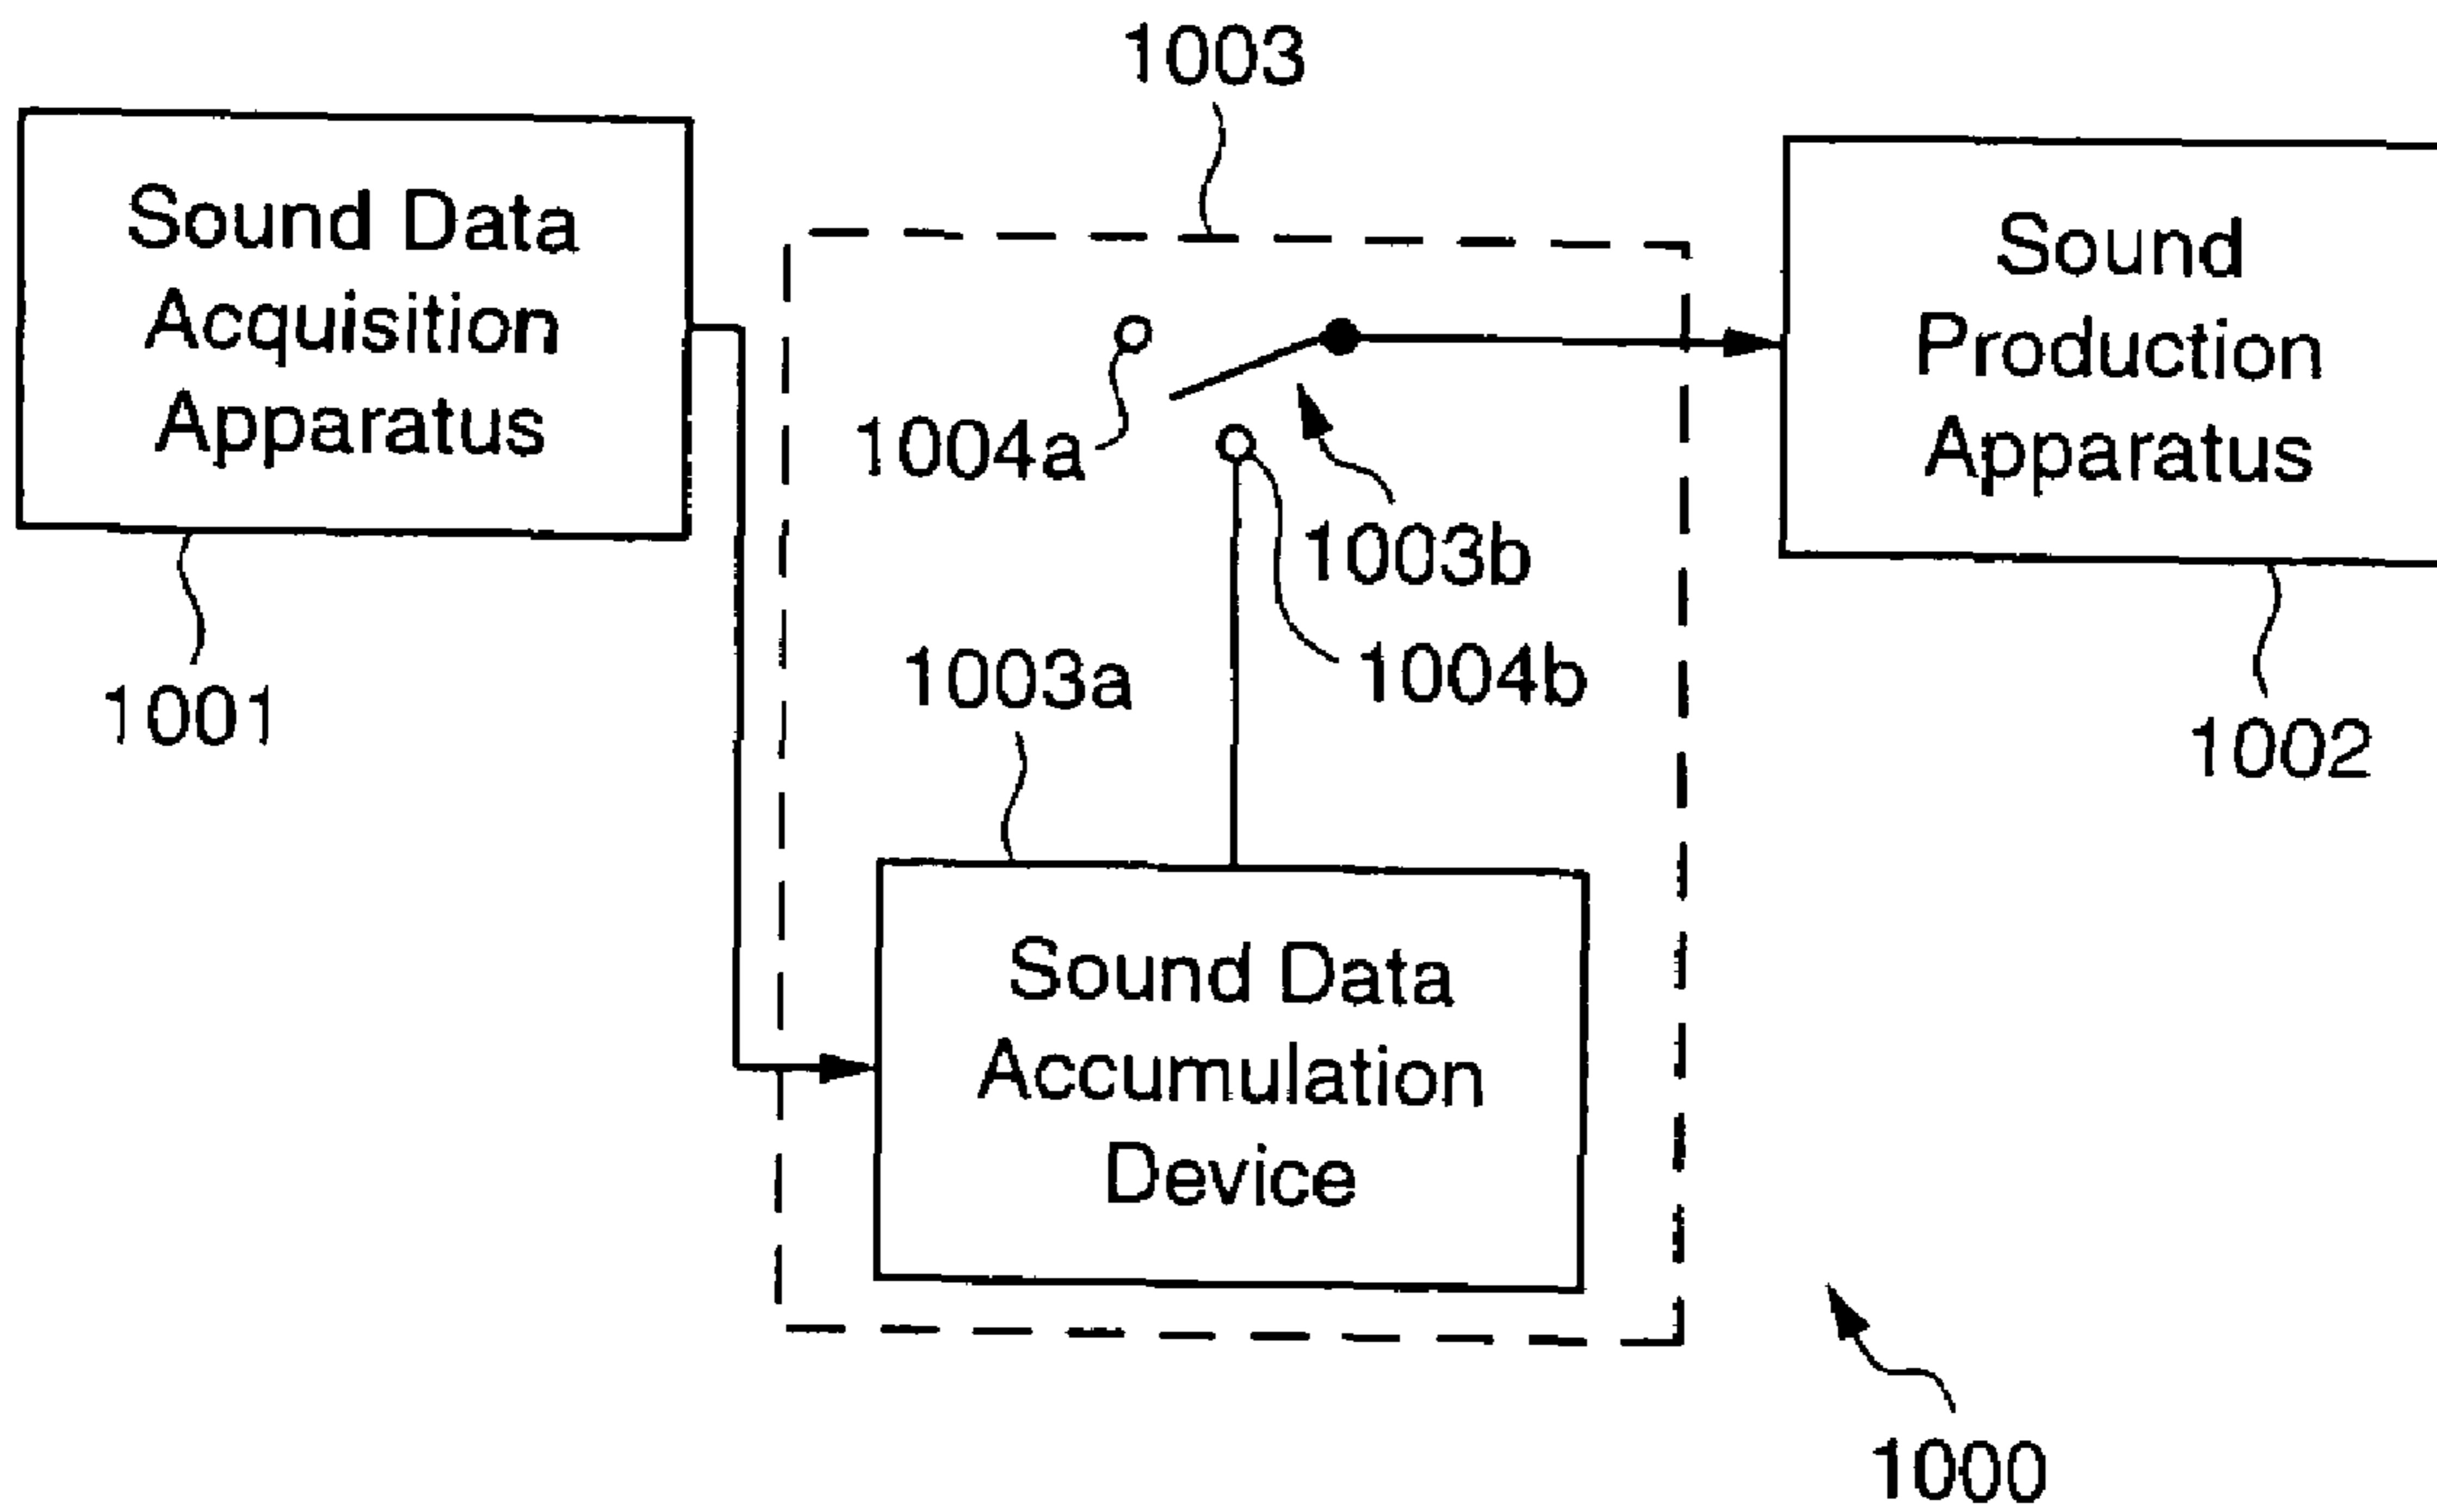 1003
Sound Data
Acquisition
Apparatus
Sound
Production
Apparatus
1004a
1003b
1003a
1004b
1001
1002
Sound Data
Accumulation
Device
1000